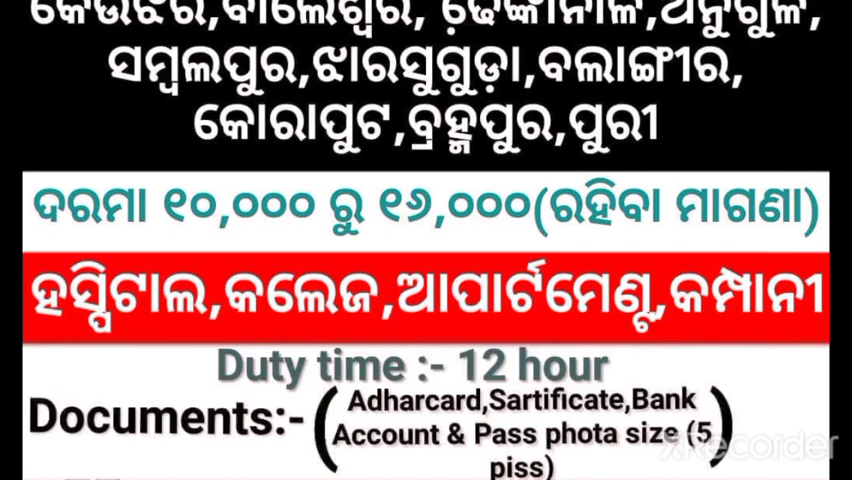 କେଉଁଝର,ବାଲେଶ୍ୱର, ଢ଼େଙ୍କାନାଳ,ଅନୁଗୁଳ,
ସମ୍ବଲପୁର,ଝାରସୁଗୁଡ଼ା,ବଲାଙ୍ଗୀର,
କୋରାପୁଟ,ବ୍ରହ୍ମପୁର,ପୁରୀ
ଦରମା ୧୦,୦୦୦ ରୁ ୧୬,୦୦୦(ରହିବା ମାଗଣା)
ହସ୍ପିଟାଲ,କଲେଜ,ଆପାର୍ଟମେଣ୍ଟ,କମ୍ପାନୀ
Duty time :- 12 hour
Documents:- (Adharcard,Sartificate,Bank
Account & Pass phota size (5
piss)
XRecorder